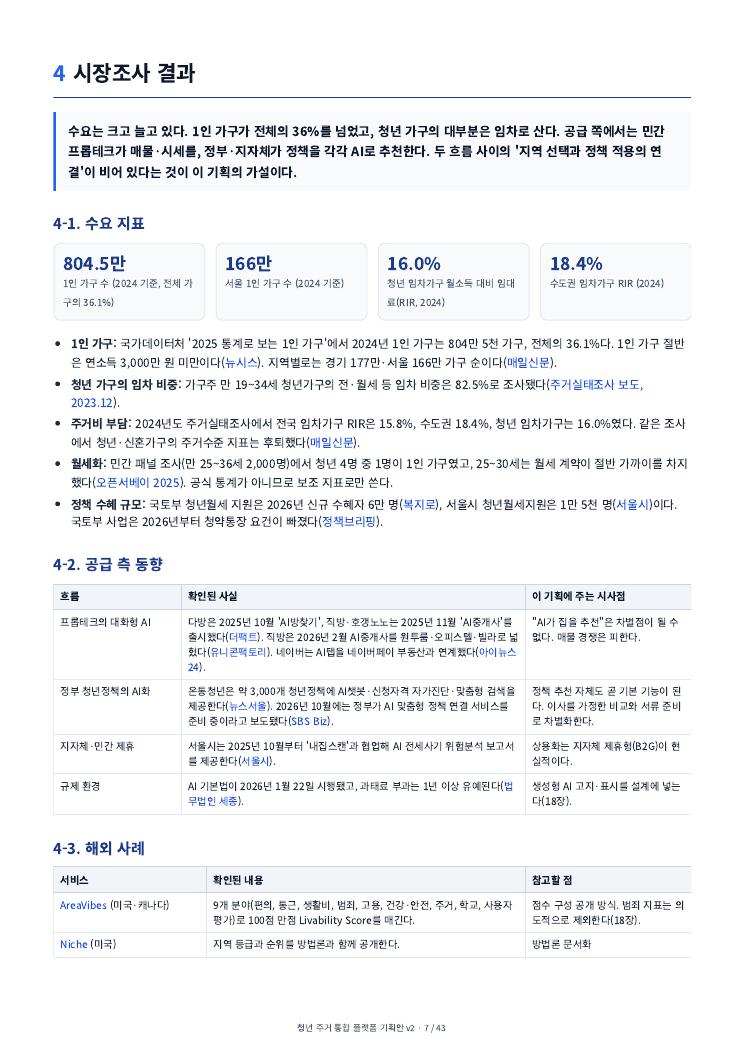 4 시장조사 결과
수요는 크고 늘고 있다. 1인 가구가 전체의 36%를 넘었고, 청년 가구의 대부분은 임차로 산다. 공급 쪽에서는 민간
프롭테크가 매물·시세를, 정부·지자체가 정책을 각각 AI로 추천한다. 두 흐름 사이의 '지역 선택과 정책 적용의 연
결'이 비어 있다는 것이 이 기획의 가설이다.
4-1. 수요 지표
804.5만
1인 가구 수 (2024 기준, 전체 가
구의 36.1%)
166만
서울 1인 가구 수 (2024 기준)
16.0%
청년 임차가구 월소득 대비 임대
료(RIR, 2024)
18.4%
수도권 임차가구 RIR (2024)
• 1인 가구: 국가데이터처 '2025 통계로 보는 1인 가구'에서 2024년 1인 가구는 804만 5천 가구, 전체의 36.1%다. 1인 가구 절반
은 연소득 3,000만 원 미만이다(뉴시스). 지역별로는 경기 177만·서울 166만 가구 순이다(매일신문).
• 청년 가구의 임차 비중: 가구주 만 19~34세 청년가구의 전·월세 등 임차 비중은 82.5%로 조사됐다(주거실태조사 보도,
2023.12).
• 주거비 부담: 2024년도 주거실태조사에서 전국 임차가구 RIR은 15.8%, 수도권 18.4%, 청년 임차가구는 16.0%였다. 같은 조사
에서 청년·신혼가구의 주거수준 지표는 후퇴했다(매일신문).
• 월세화: 민간 패널 조사(만 25~36세 2,000명)에서 청년 4명 중 1명이 1인 가구였고, 25~30세는 월세 계약이 절반 가까이를 차지
했다(오픈서베이 2025). 공식 통계가 아니므로 보조 지표로만 쓴다.
• 정책 수혜 규모: 국토부 청년월세 지원은 2026년 신규 수혜자 6만 명(복지로), 서울시 청년월세지원은 1만 5천 명(서울시)이다.
국토부 사업은 2026년부터 청약통장 요건이 빠졌다(정책브리핑).
4-2. 공급 측 동향
흐름
확인된 사실
이 기획에 주는 시사점
프롭테크의 대화형 AI
다방은 2025년 10월 'AI방찾기', 직방·호갱노노는 2025년 11월 'AI중개사'를
출시했다(더팩트). 직방은 2026년 2월 AI중개사를 원투룸·오피스텔·빌라로 넓
혔다(유니콘팩토리). 네이버는 AI탭을 네이버페이 부동산과 연계했다(아이뉴스
24).
"AI가 집을 추천"은 차별점이 될 수
없다. 매물 경쟁은 피한다.
정부 청년정책의 AI화
온통청년은 약 3,000개 청년정책에 AI챗봇·신청자격 자가진단·맞춤형 검색을
제공한다(뉴스서울). 2026년 10월에는 정부가 AI 맞춤형 정책 연결 서비스를
준비 중이라고 보도됐다(SBS Biz).
정책 추천 자체도 곧 기본 기능이 된
다. 이사를 가정한 비교와 서류 준비
로 차별화한다.
지자체·민간 제휴
서울시는 2025년 10월부터 '내집스캔'과 협업해 AI 전세사기 위험분석 보고서
를 제공한다(서울시).
상용화는 지자체 제휴형(B2G)이 현
실적이다.
규제 환경
AI 기본법이 2026년 1월 22일 시행됐고, 과태료 부과는 1년 이상 유예된다(법
무법인 세종).
생성형 AI 고지·표시를 설계에 넣는
다(18장).
4-3. 해외 사례
서비스
확인된 내용
참고할 점
AreaVibes (미국·캐나다)
9개 분야(편의, 통근, 생활비, 범죄, 고용, 건강·안전, 주거, 학교, 사용자
평가)로 100점 만점 Livability Score를 매긴다.
점수 구성 공개 방식. 범죄 지표는 의
도적으로 제외한다(18장).
Niche (미국)
지역 등급과 순위를 방법론과 함께 공개한다.
방법론 문서화
청년 주거 통합 플랫폼 기획안 v2 · 7 / 43